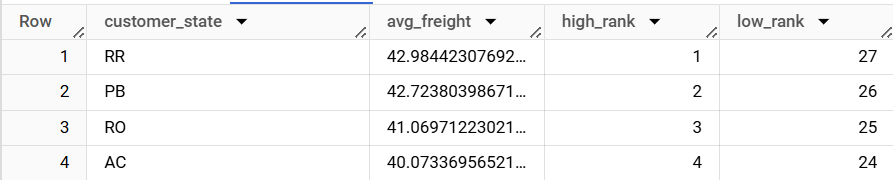 Row customer_state avg_freight high_rank low_rank
1 RR 42.98442307692... 1 27
2 PB 42.72380398671... 2 26
3 RO 41.06971223021... 3 25
4 AC 40.07336956521... 4 24